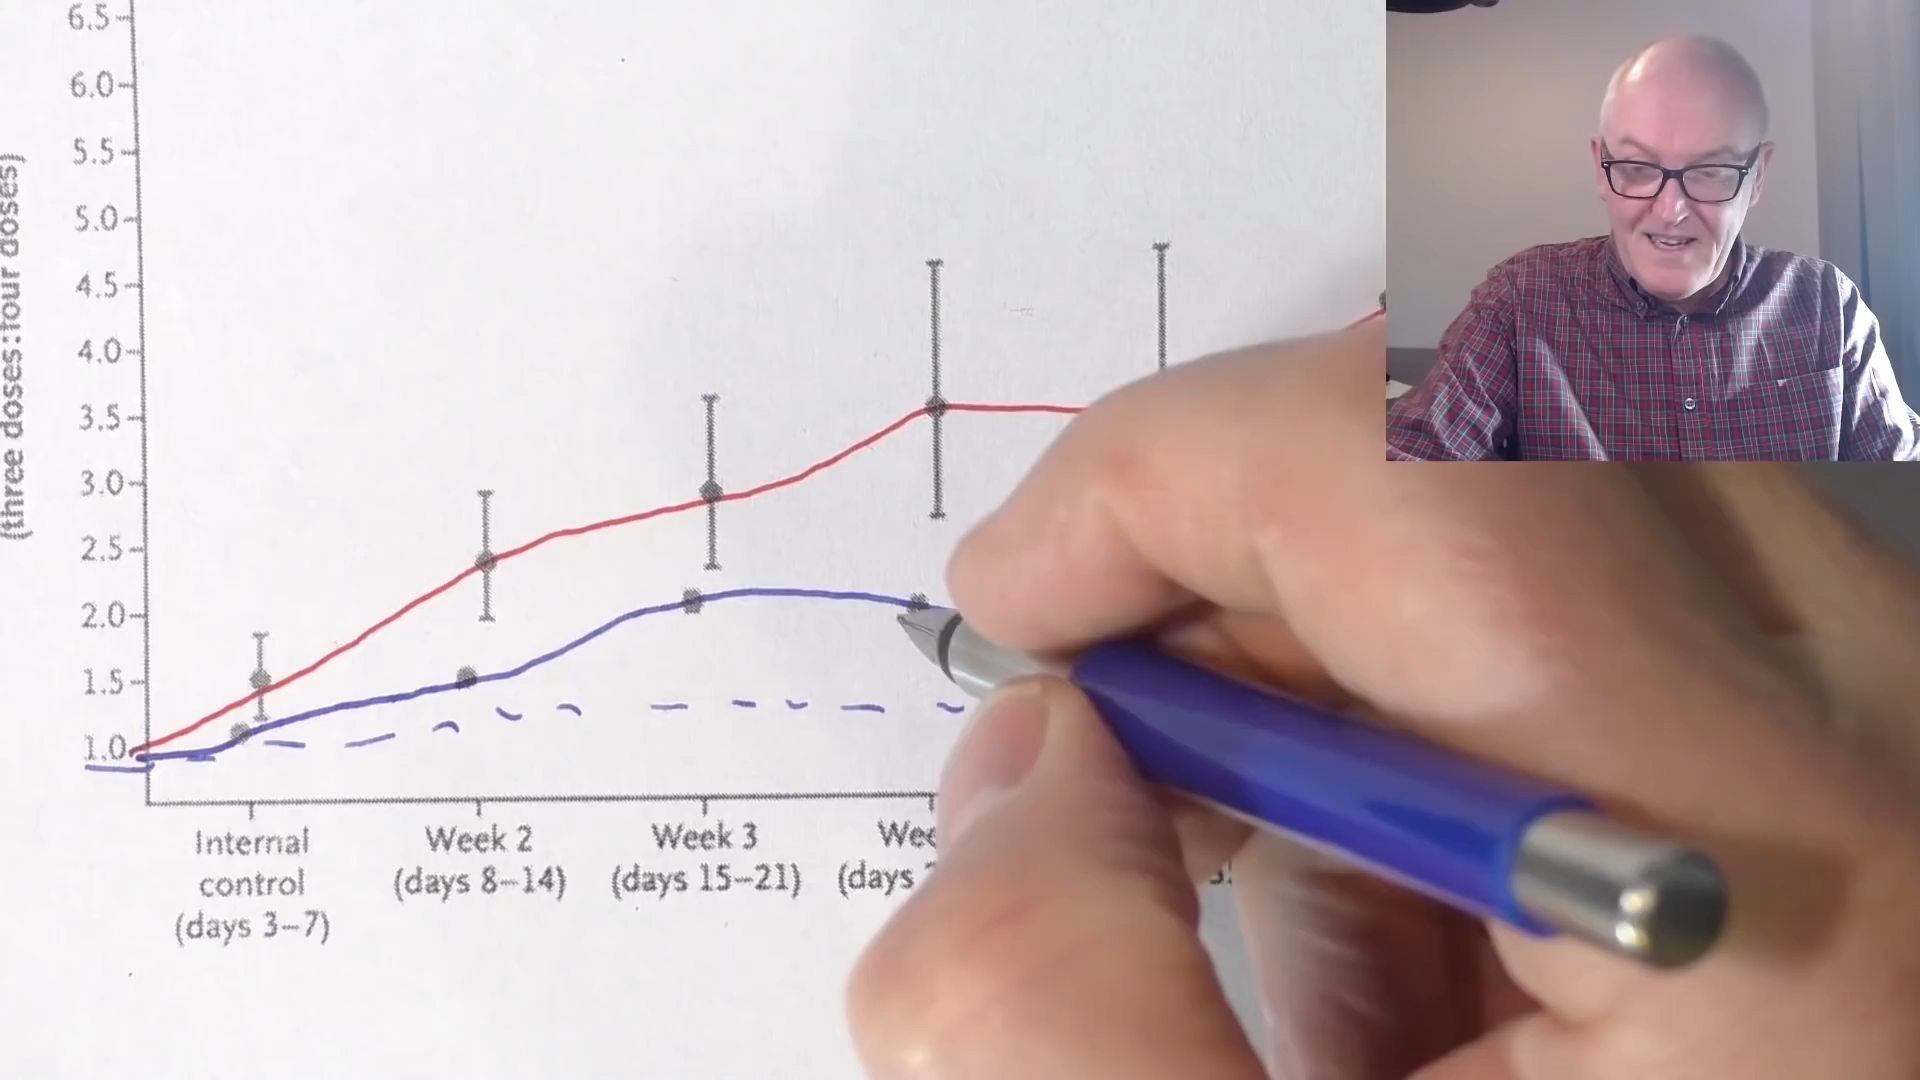 (three doses:four doses)
6.5
6.0
5.5
5.0
4.5
4.0
3.5
3.0
2.5
2.0
1.5
1.0
Internal
control
(days 3–7)
Week 2
(days 8–14)
Week 3
(days 15–21)
(days